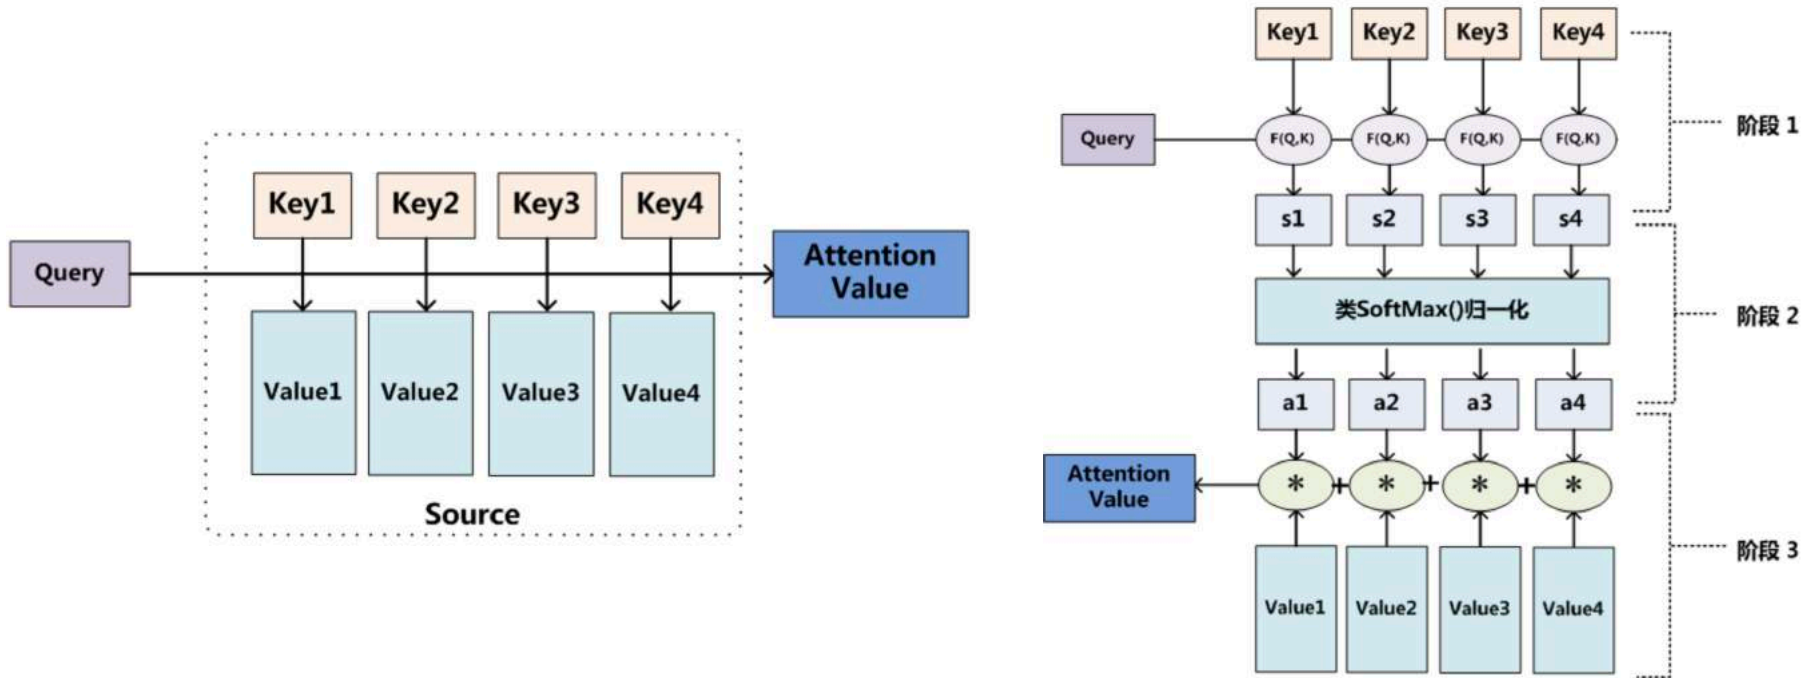 Key1 Key2 Key3 Key4
Query
Attention
Value
Value1 Value2 Value3 Value4
Source
Key1 Key2 Key3 Key4
Query
F(Q,K) F(Q,K) F(Q,K) F(Q,K)
阶段 1
s1 s2 s3 s4
类SoftMax()归一化
阶段 2
a1 a2 a3 a4
Attention
Value
* + * + * + *
阶段 3
Value1 Value2 Value3 Value4